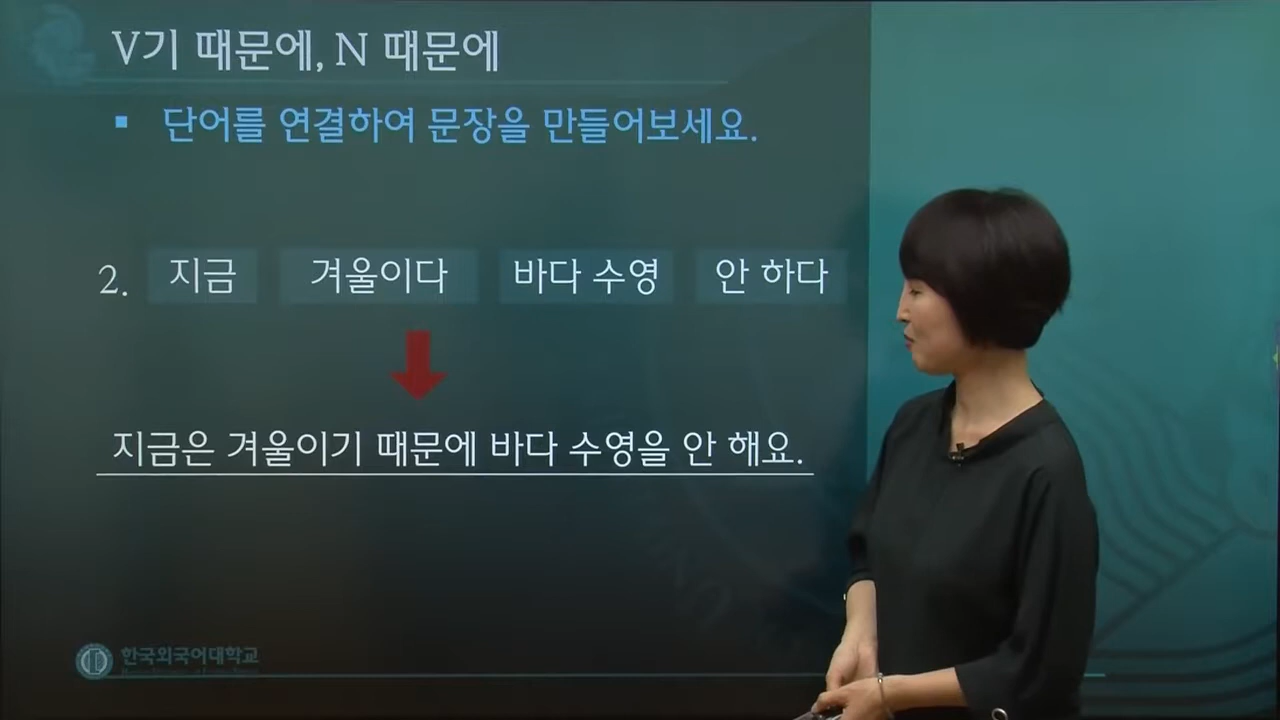 V기 때문에, N 때문에
▪ 단어를 연결하여 문장을 만들어보세요.
2. 지금 겨울이다 바다 수영 안 하다
지금은 겨울이기 때문에 바다 수영을 안 해요.
한국외국어대학교